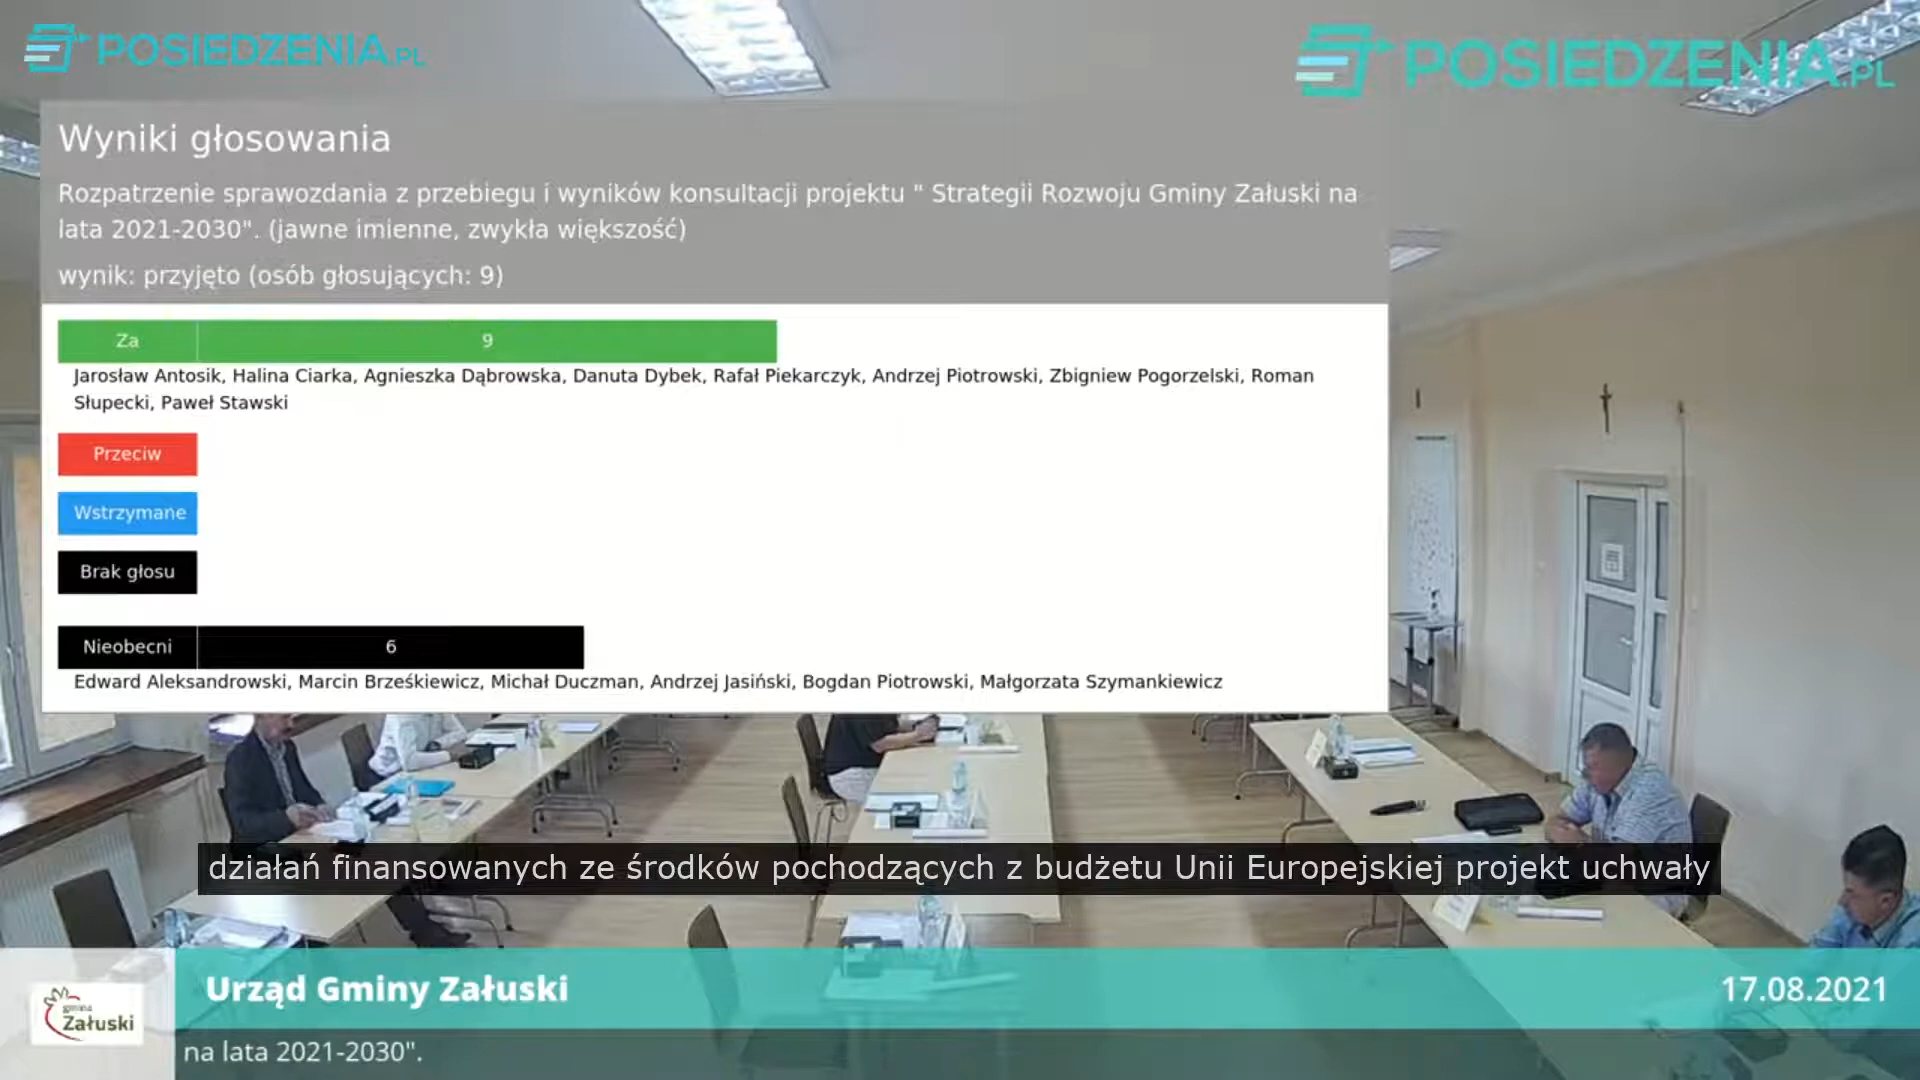 POSIEDZENIA.PL
POSIEDZENIA.PL
Wyniki głosowania
Rozpatrzenie sprawozdania z przebiegu i wyników konsultacji projektu " Strategii Rozwoju Gminy Załuski na
lata 2021-2030". (jawne imienne, zwykła większość)
wynik: przyjęto (osób głosujących: 9)
Za 9
Jarosław Antosik, Halina Ciarka, Agnieszka Dąbrowska, Danuta Dybek, Rafał Piekarczyk, Andrzej Piotrowski, Zbigniew Pogorzelski, Roman
Słupecki, Paweł Stawski
Przeciw
Wstrzymane
Brak głosu
Nieobecni 6
Edward Aleksandrowski, Marcin Brześkiewicz, Michał Duczman, Andrzej Jasiński, Bogdan Piotrowski, Małgorzata Szymankiewicz
działań finansowanych ze środków pochodzących z budżetu Unii Europejskiej projekt uchwały
Urząd Gminy Załuski
17.08.2021
gmina
Załuski
na lata 2021-2030".